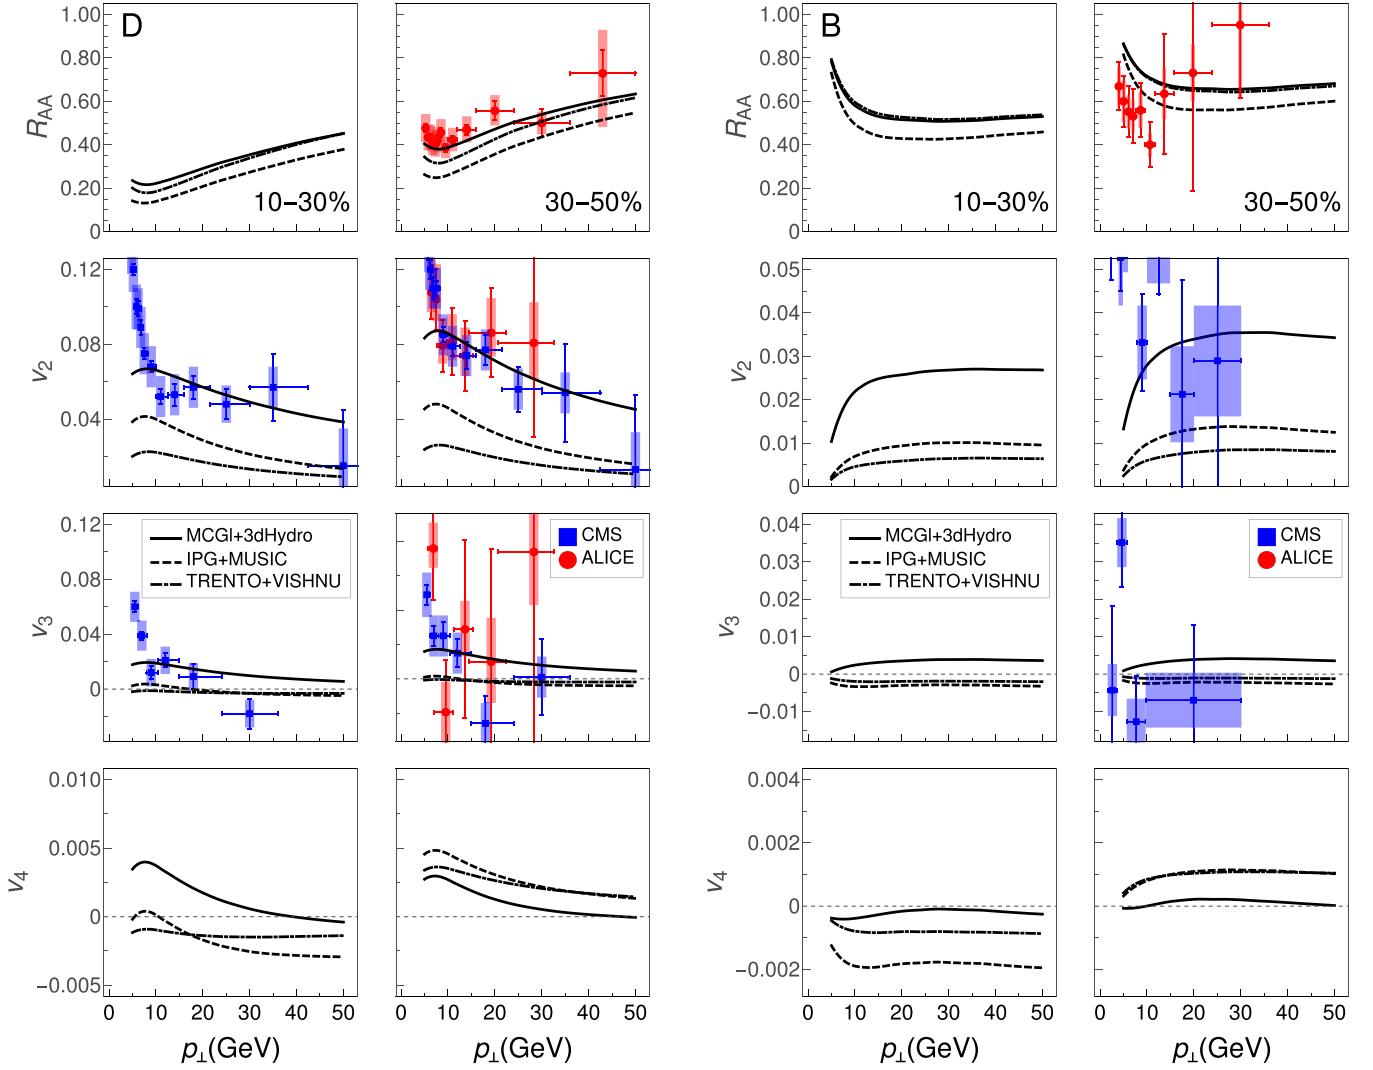 D
B
1.00
0.80
0.60
0.40
0.20
0
R_AA
10−30%
30−50%
1.00
0.80
0.60
0.40
0.20
0
R_AA
10−30%
30−50%
0.12
0.08
0.04
v_2
0.05
0.04
0.03
0.02
0.01
0
v_2
0.12
0.08
0.04
0
v_3
MCGI+3dHydro
IPG+MUSIC
TRENTO+VISHNU
CMS
ALICE
0.04
0.03
0.02
0.01
0
−0.01
v_3
MCGI+3dHydro
IPG+MUSIC
TRENTO+VISHNU
CMS
ALICE
0.010
0.005
0
−0.005
v_4
0.004
0.002
0
−0.002
v_4
0 10 20 30 40 50
0 10 20 30 40 50
0 10 20 30 40 50
0 10 20 30 40 50
p_⊥(GeV)
p_⊥(GeV)
p_⊥(GeV)
p_⊥(GeV)